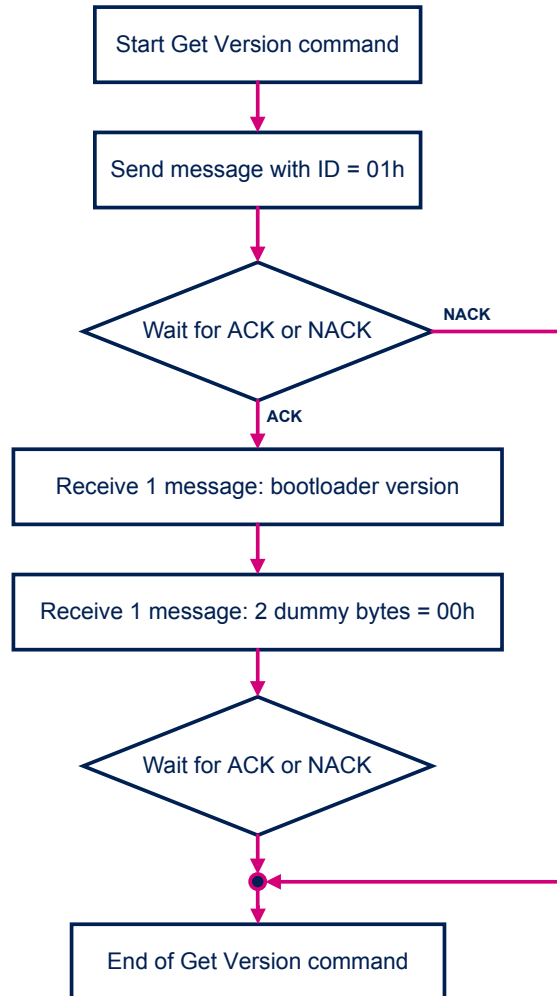 Start Get Version command
Send message with ID = 01h
Wait for ACK or NACK
NACK
ACK
Receive 1 message: bootloader version
Receive 1 message: 2 dummy bytes = 00h
Wait for ACK or NACK
End of Get Version command